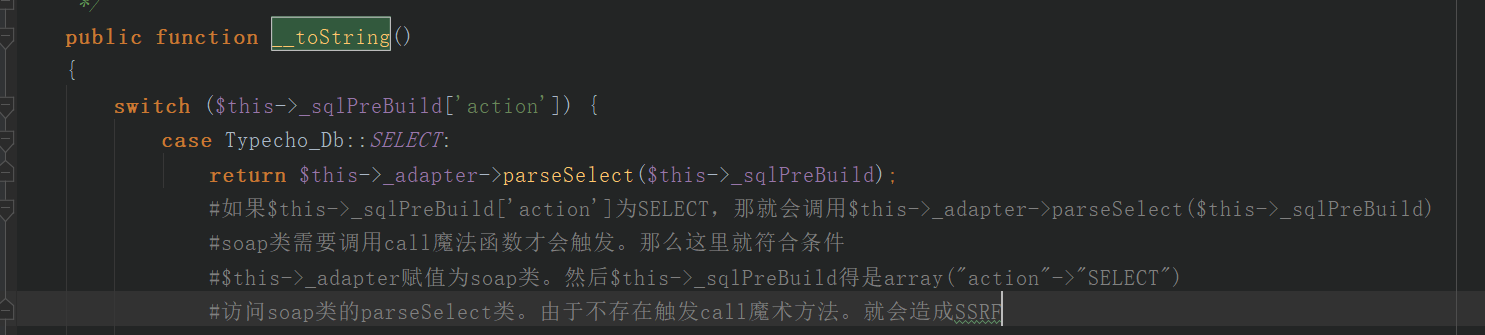 */
public function __toString()
{
switch ($this->_sqlPreBuild['action']) {
case Typecho_Db::SELECT:
return $this->_adapter->parseSelect($this->_sqlPreBuild);
#如果$this->_sqlPreBuild['action']为SELECT，那就会调用$this->_adapter->parseSelect($this->_sqlPreBuild)
#soap类需要调用call魔法函数才会触发。那么这里就符合条件
#$this->_adapter赋值为soap类。然后$this->_sqlPreBuild得是array("action"->"SELECT")
#访问soap类的parseSelect类。由于不存在触发call魔术方法。就会造成SSRF